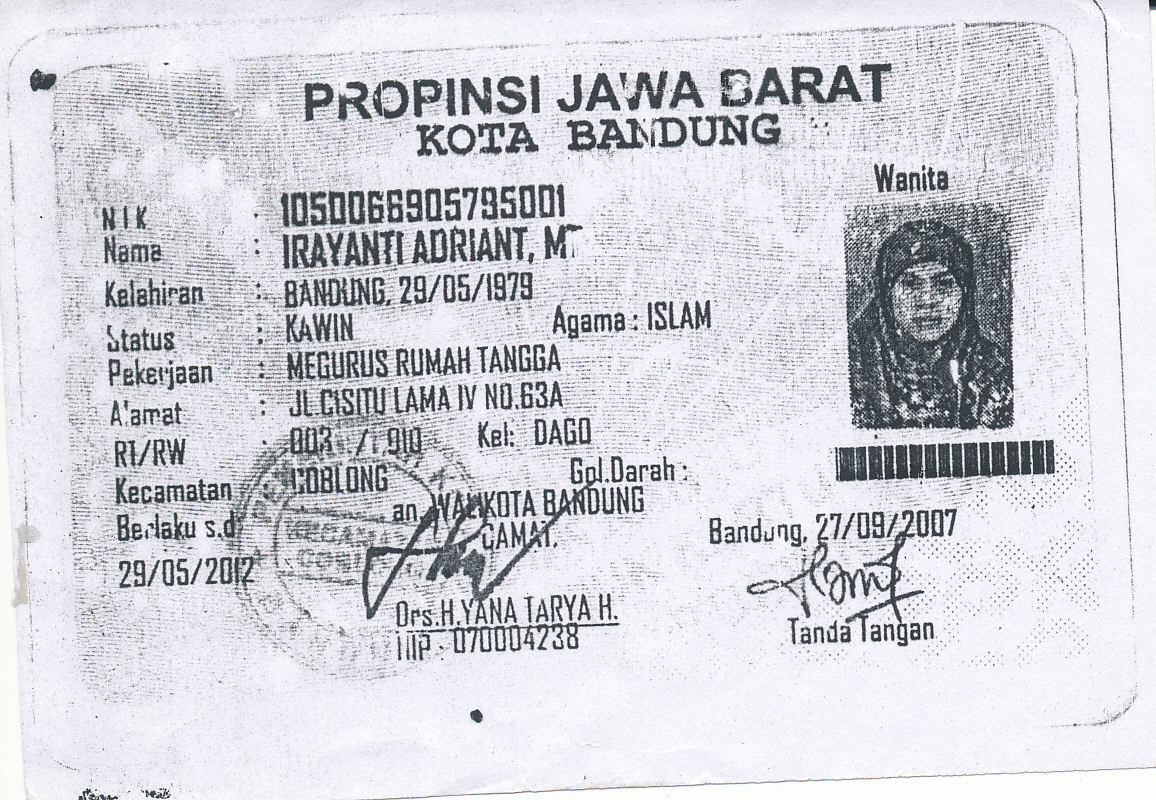 PROPINSI JAWA BARAT
KOTA BANDUNG
Wanita
NIK : 1050066905795001
Nama : IRAYANTI ADRIANT, MT
Kelahiran : BANDUNG, 29/05/1979
Status : KAWIN Agama : ISLAM
Pekerjaan : MEGURUS RUMAH TANGGA
Alamat : JL.CISITU LAMA IV NO.63A
RT/RW : 003 / 010 Kel: DAGO
Kecamatan : COBLONG Gol.Darah :
Berlaku s.d an. WALIKOTA BANDUNG
CAMAT,
29/05/2012
Bandung, 27/09/2007
Drs.H.YANA TARYA H.
NIP. 070004238
Tanda Tangan